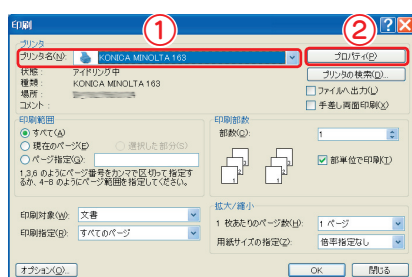 印刷
①
②
プリンタ
プリンタ名(N): KONICA MINOLTA 163
プロパティ(P)
状態: アイドリング中
種類: KONICA MINOLTA 163
場所:
コメント:
プリンタの検索(D)...
ファイルへ出力(L)
手差し両面印刷(X)
印刷範囲
すべて(A)
現在のページ(E)
選択した部分(S)
ページ指定(G):
1,3,6 のようにページ番号をカンマで区切って指定するか、4-8 のようにページ範囲を指定してください。
印刷部数
部数(C): 1
部単位で印刷(T)
印刷対象(W): 文書
印刷指定(R): すべてのページ
拡大/縮小
1 枚あたりのページ数(H): 1 ページ
用紙サイズの指定(Z): 倍率指定なし
オプション(O)...
OK
閉じる